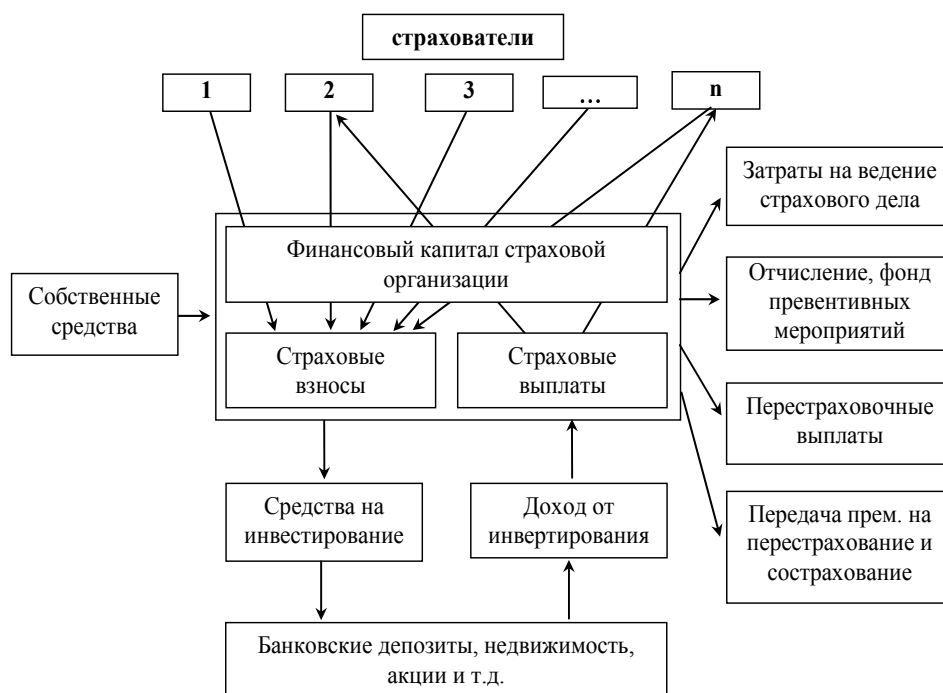 страхователи
1
2
3
…
n
Затраты на ведение
страхового дела
Финансовый капитал страховой
организации
Собственные
средства
Отчисление, фонд
превентивных
мероприятий
Страховые
взносы
Страховые
выплаты
Перестраховочные
выплаты
Средства на
инвестирование
Доход от
инвертирования
Передача прем. на
перестрахование и
сострахование
Банковские депозиты, недвижимость,
акции и т.д.